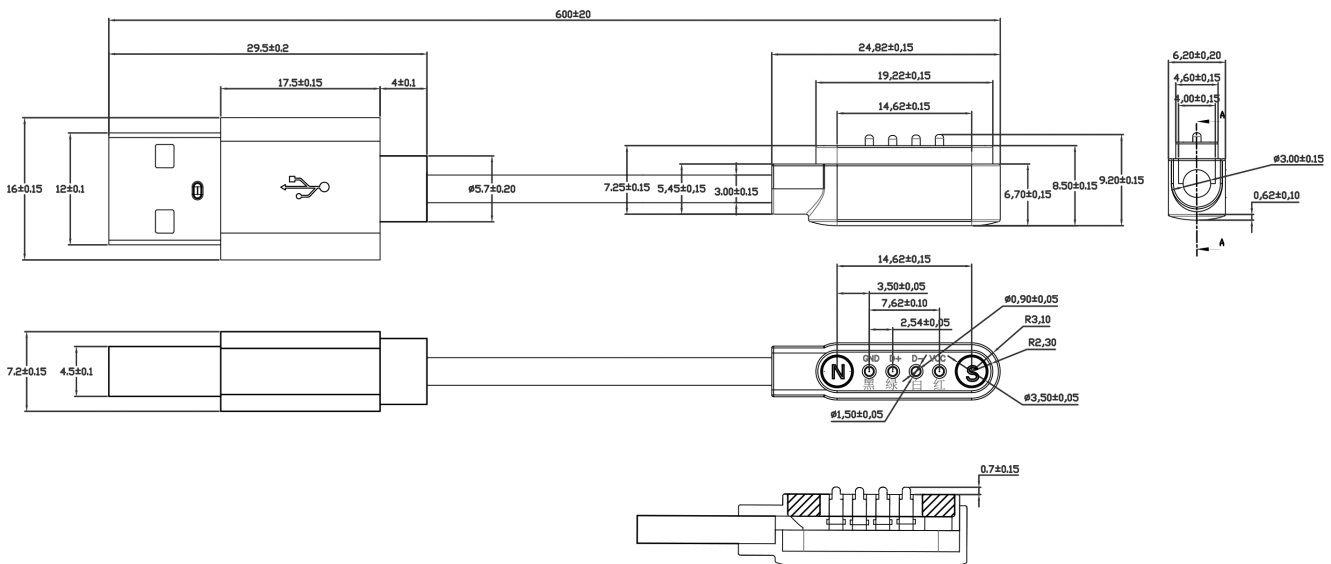 600±20
29.5±0.2
24,82±0,15
6,20±0,20
17.5±0.15
4±0.1
19,22±0,15
4,60±0,15
14,62±0.15
4,00±0,15
A
16±0.15
12±0.1
ø5.7±0.20
7.25±0.15
5,45±0,15
3.00±0.15
6,70±0,15
8.50±0.15
9.20±0.15
ø3.00±0.15
0,62±0,10
A
14,62±0,15
3,50±0,05
7,62±0.10
2,54±0,05
ø0,90±0,05
R3,10
R2,30
7.2±0.15
4.5±0.1
GND D+ D- VCC
N S
黑 绿 白 红
ø3,50±0,05
ø1,50±0,05
0.7±0.15